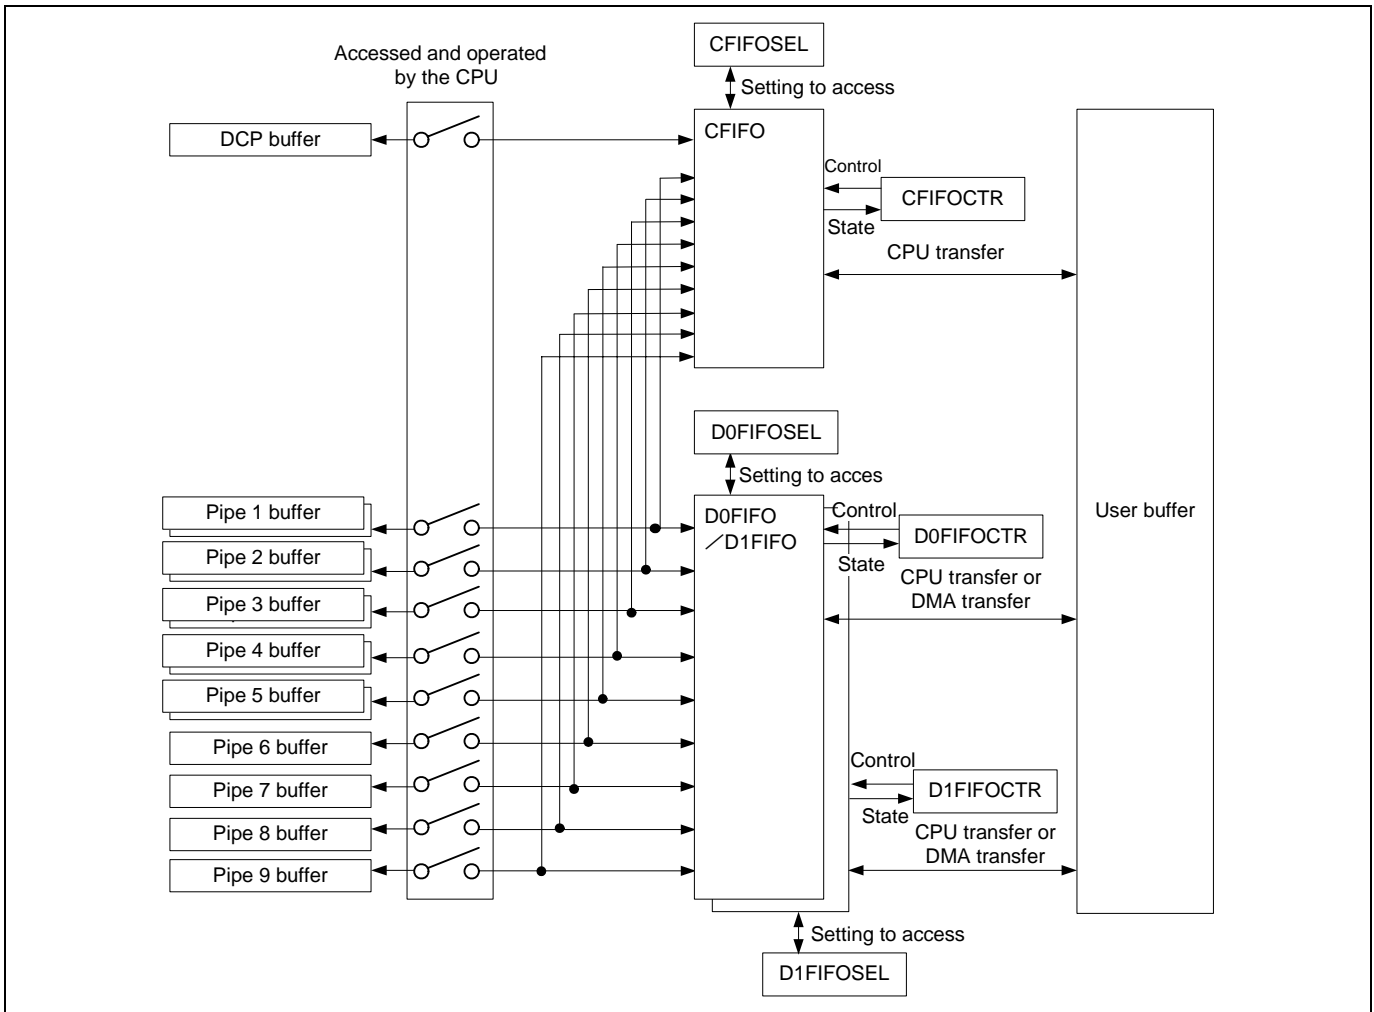 Accessed and operated
by the CPU
CFIFOSEL
Setting to access
DCP buffer
CFIFO
Control
CFIFOCTR
State
CPU transfer
D0FIFOSEL
Setting to acces
Pipe 1 buffer
Pipe 2 buffer
Pipe 3 buffer
Pipe 4 buffer
Pipe 5 buffer
Pipe 6 buffer
Pipe 7 buffer
Pipe 8 buffer
Pipe 9 buffer
D0FIFO
／D1FIFO
Control
D0FIFOCTR
State
CPU transfer or
DMA transfer
User buffer
Control
D1FIFOCTR
State
CPU transfer or
DMA transfer
Setting to access
D1FIFOSEL